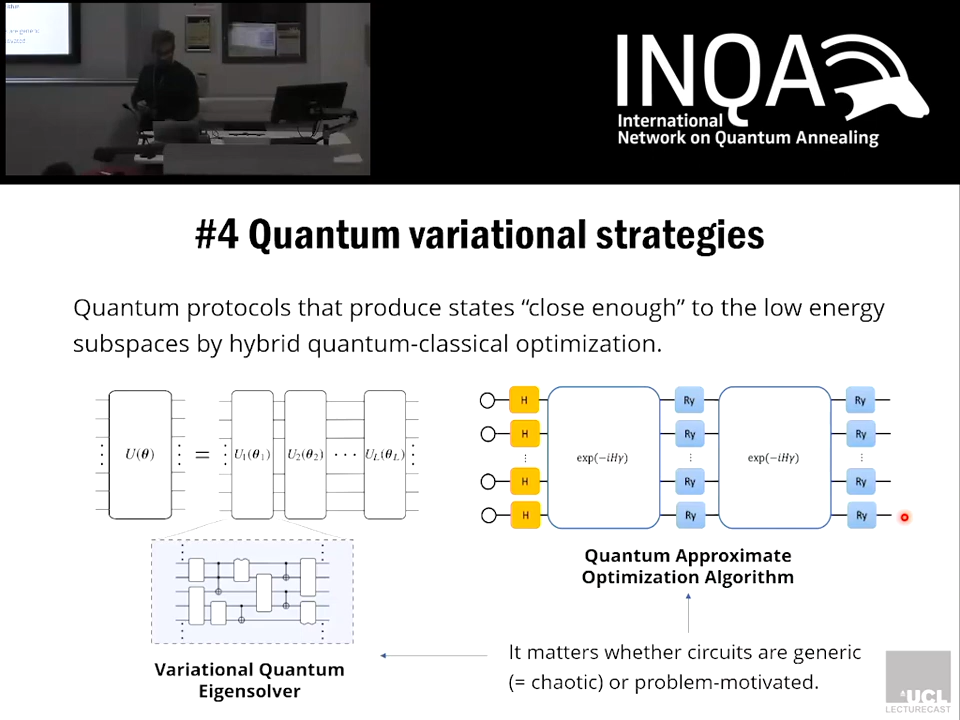 INQA
International
Network on Quantum Annealing
#4 Quantum variational strategies
Quantum protocols that produce states “close enough” to the low energy
subspaces by hybrid quantum-classical optimization.
U(θ) = U₁(θ₁) U₂(θ₂) ··· U_L(θ_L)
H exp(−iHγ) Ry exp(−iHγ) Ry
H Ry Ry
H Ry Ry
H Ry Ry
Variational Quantum
Eigensolver
Quantum Approximate
Optimization Algorithm
It matters whether circuits are generic
(= chaotic) or problem-motivated.
UCL
LECTURECAST